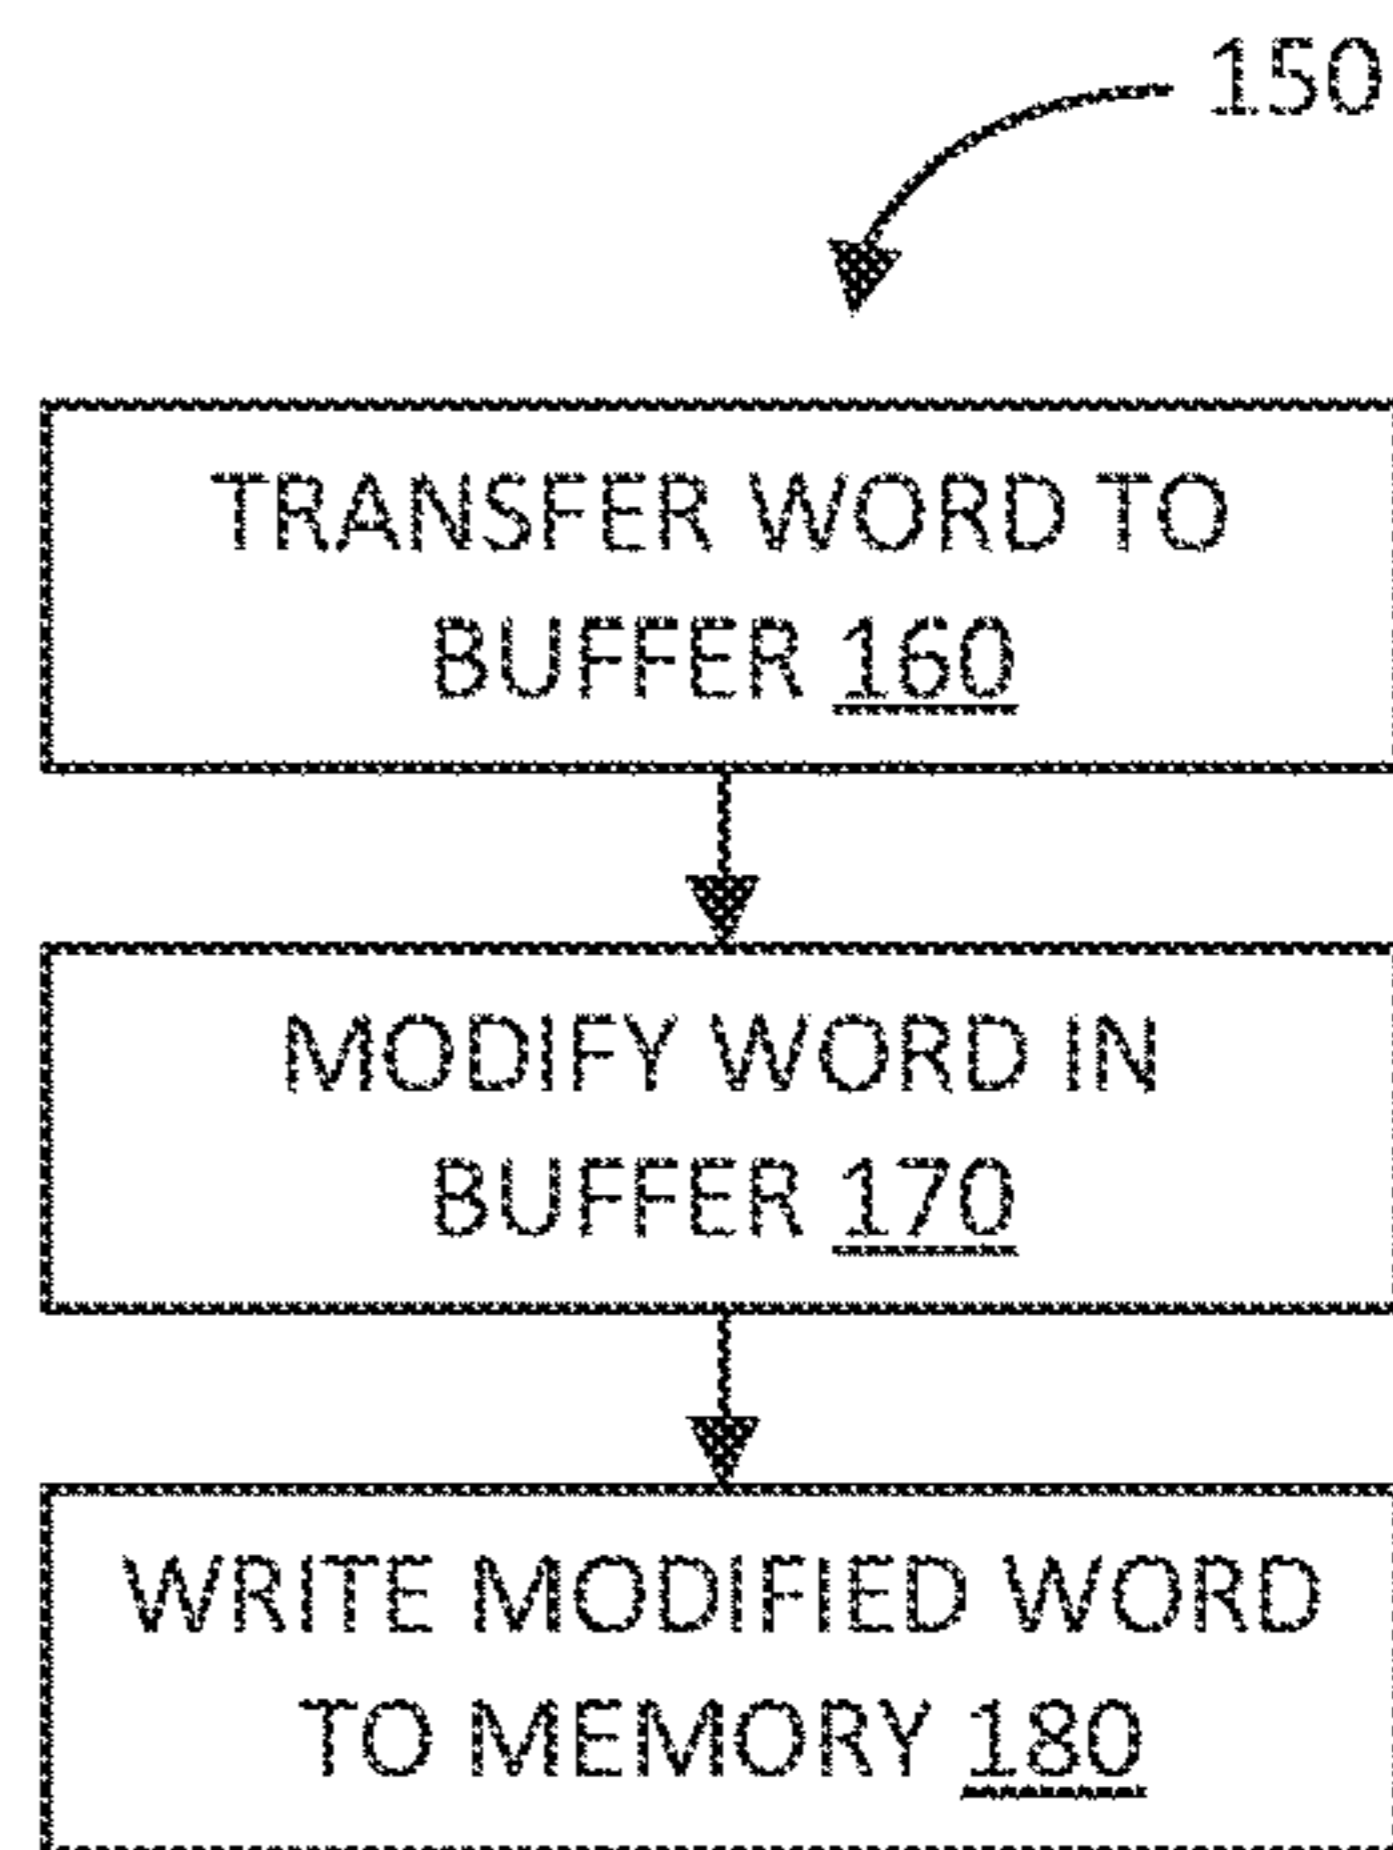 150
TRANSFER WORD TO
BUFFER 160
MODIFY WORD IN
BUFFER 170
WRITE MODIFIED WORD
TO MEMORY 180